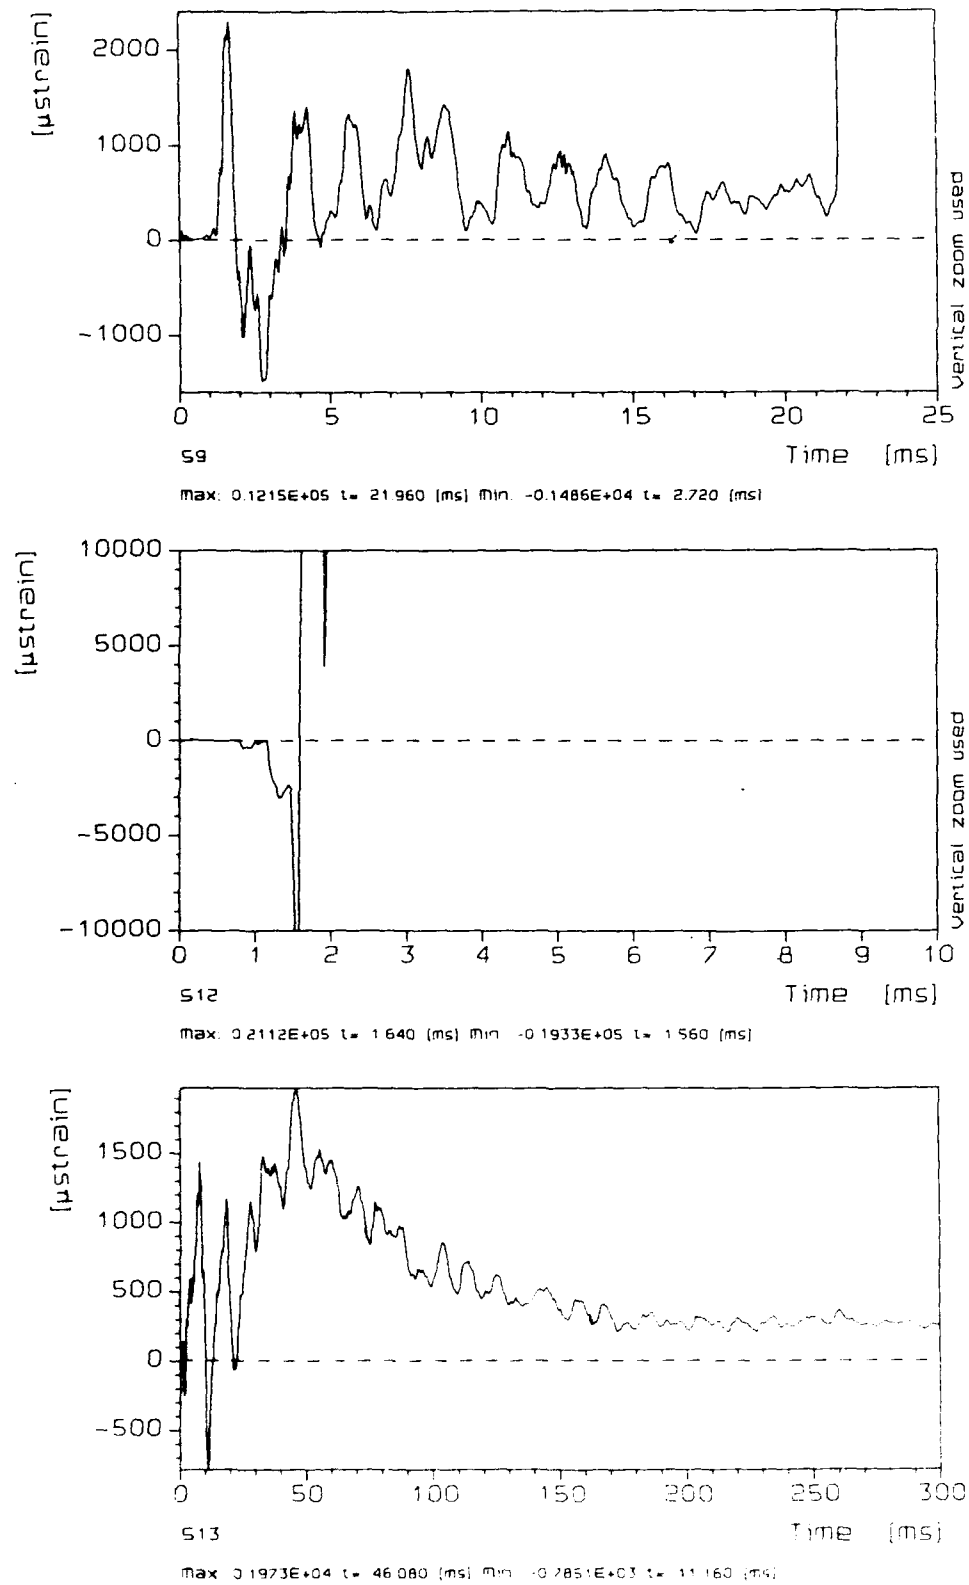 [µstrain]
2000
1000
0
-1000
0 5 10 15 20 25
S9
Time [ms]
Max: 0.1215E+05 t= 21.960 [ms] Min. -0.1486E+04 t= 2.720 [ms]
Vertical zoom used
[µstrain]
10000
5000
0
-5000
-10000
0 1 2 3 4 5 6 7 8 9 10
S12
Time [ms]
Max: 0.2112E+05 t= 1.640 [ms] Min -0.1933E+05 t= 1.560 [ms]
Vertical zoom used
[µstrain]
1500
1000
500
0
-500
0 50 100 150 200 250 300
S13
Time [ms]
Max 0.1973E+04 t= 46.080 [ms] Min -0.7851E+03 t= 11.160 [ms]